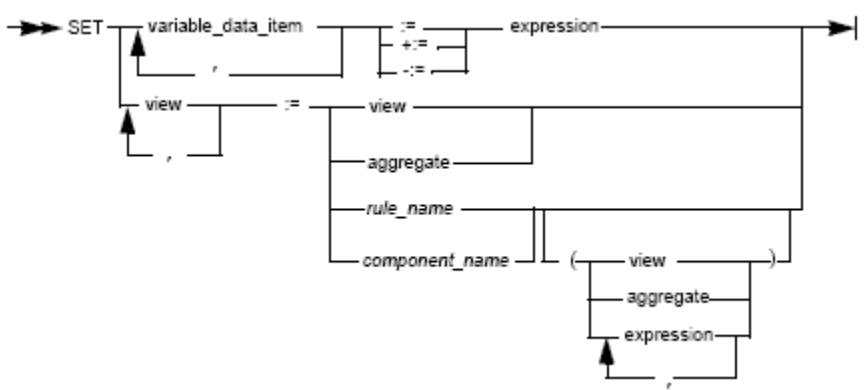 SET variable_data_item := expression
+:=
, -:=
view := view
,
aggregate
rule_name
component_name ( view )
aggregate
expression
,